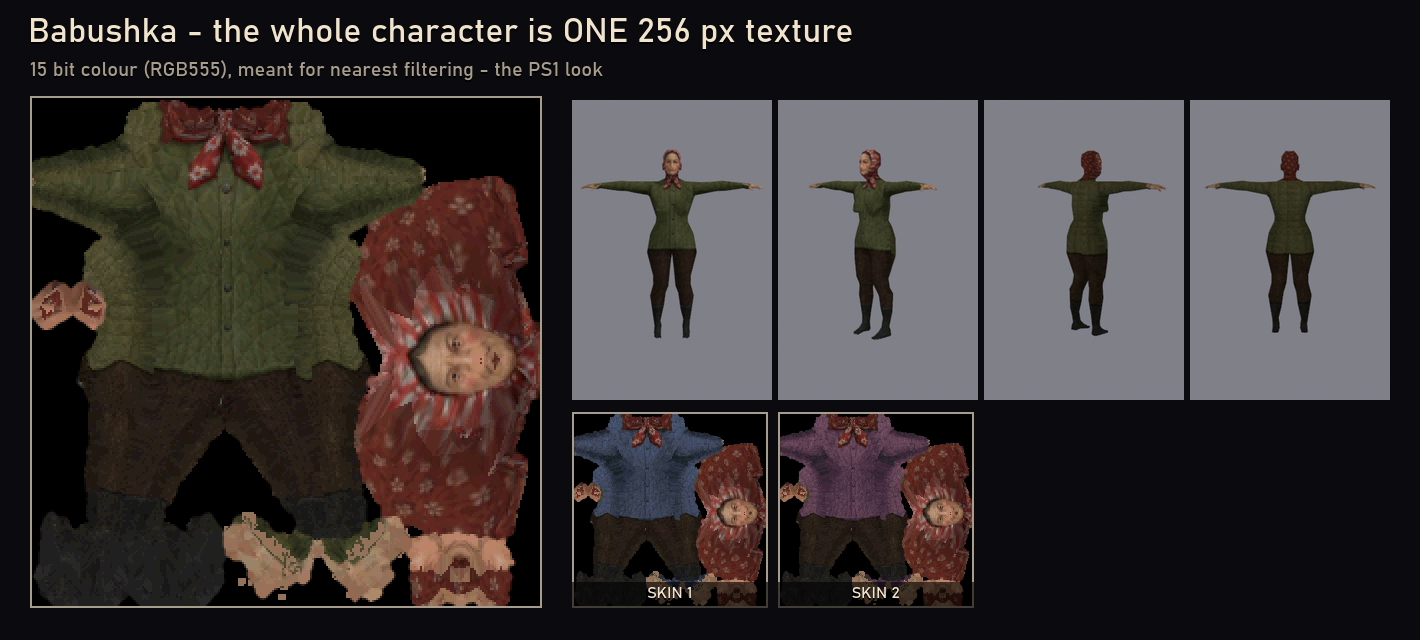 Babushka - the whole character is ONE 256 px texture
15 bit colour (RGB555), meant for nearest filtering - the PS1 look
SKIN 1
SKIN 2